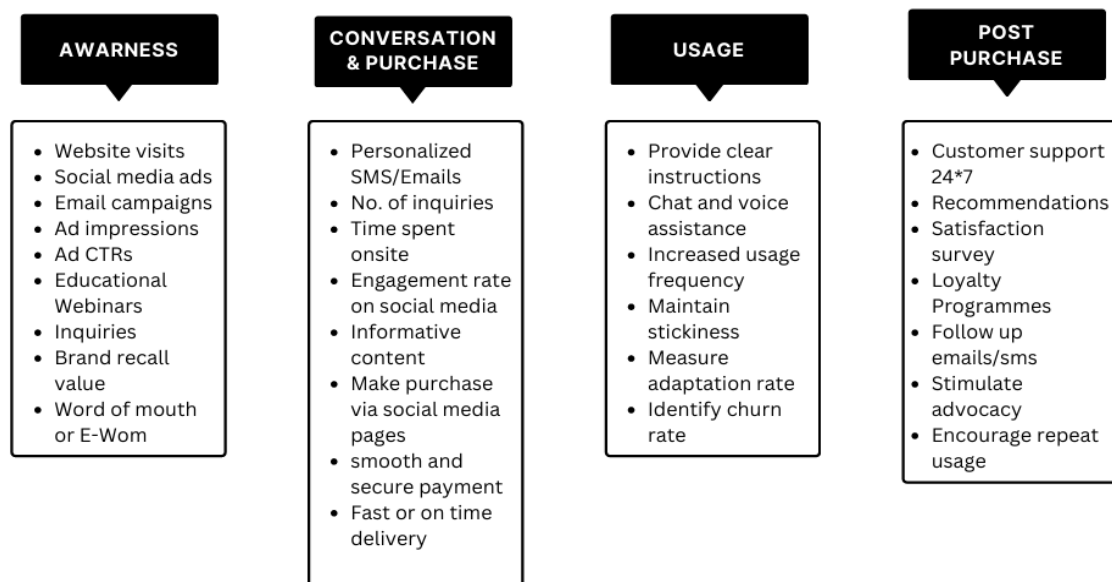 AWARNESS
• Website visits
• Social media ads
• Email campaigns
• Ad impressions
• Ad CTRs
• Educational
Webinars
• Inquiries
• Brand recall
value
• Word of mouth
or E-Wom
CONVERSATION
& PURCHASE
• Personalized
SMS/Emails
• No. of inquiries
• Time spent
onsite
• Engagement rate
on social media
• Informative
content
• Make purchase
via social media
pages
• smooth and
secure payment
• Fast or on time
delivery
USAGE
• Provide clear
instructions
• Chat and voice
assistance
• Increased usage
frequency
• Maintain
stickiness
• Measure
adaptation rate
• Identify churn
rate
POST
PURCHASE
• Customer support
24*7
• Recommendations
• Satisfaction
survey
• Loyalty
Programmes
• Follow up
emails/sms
• Stimulate
advocacy
• Encourage repeat
usage